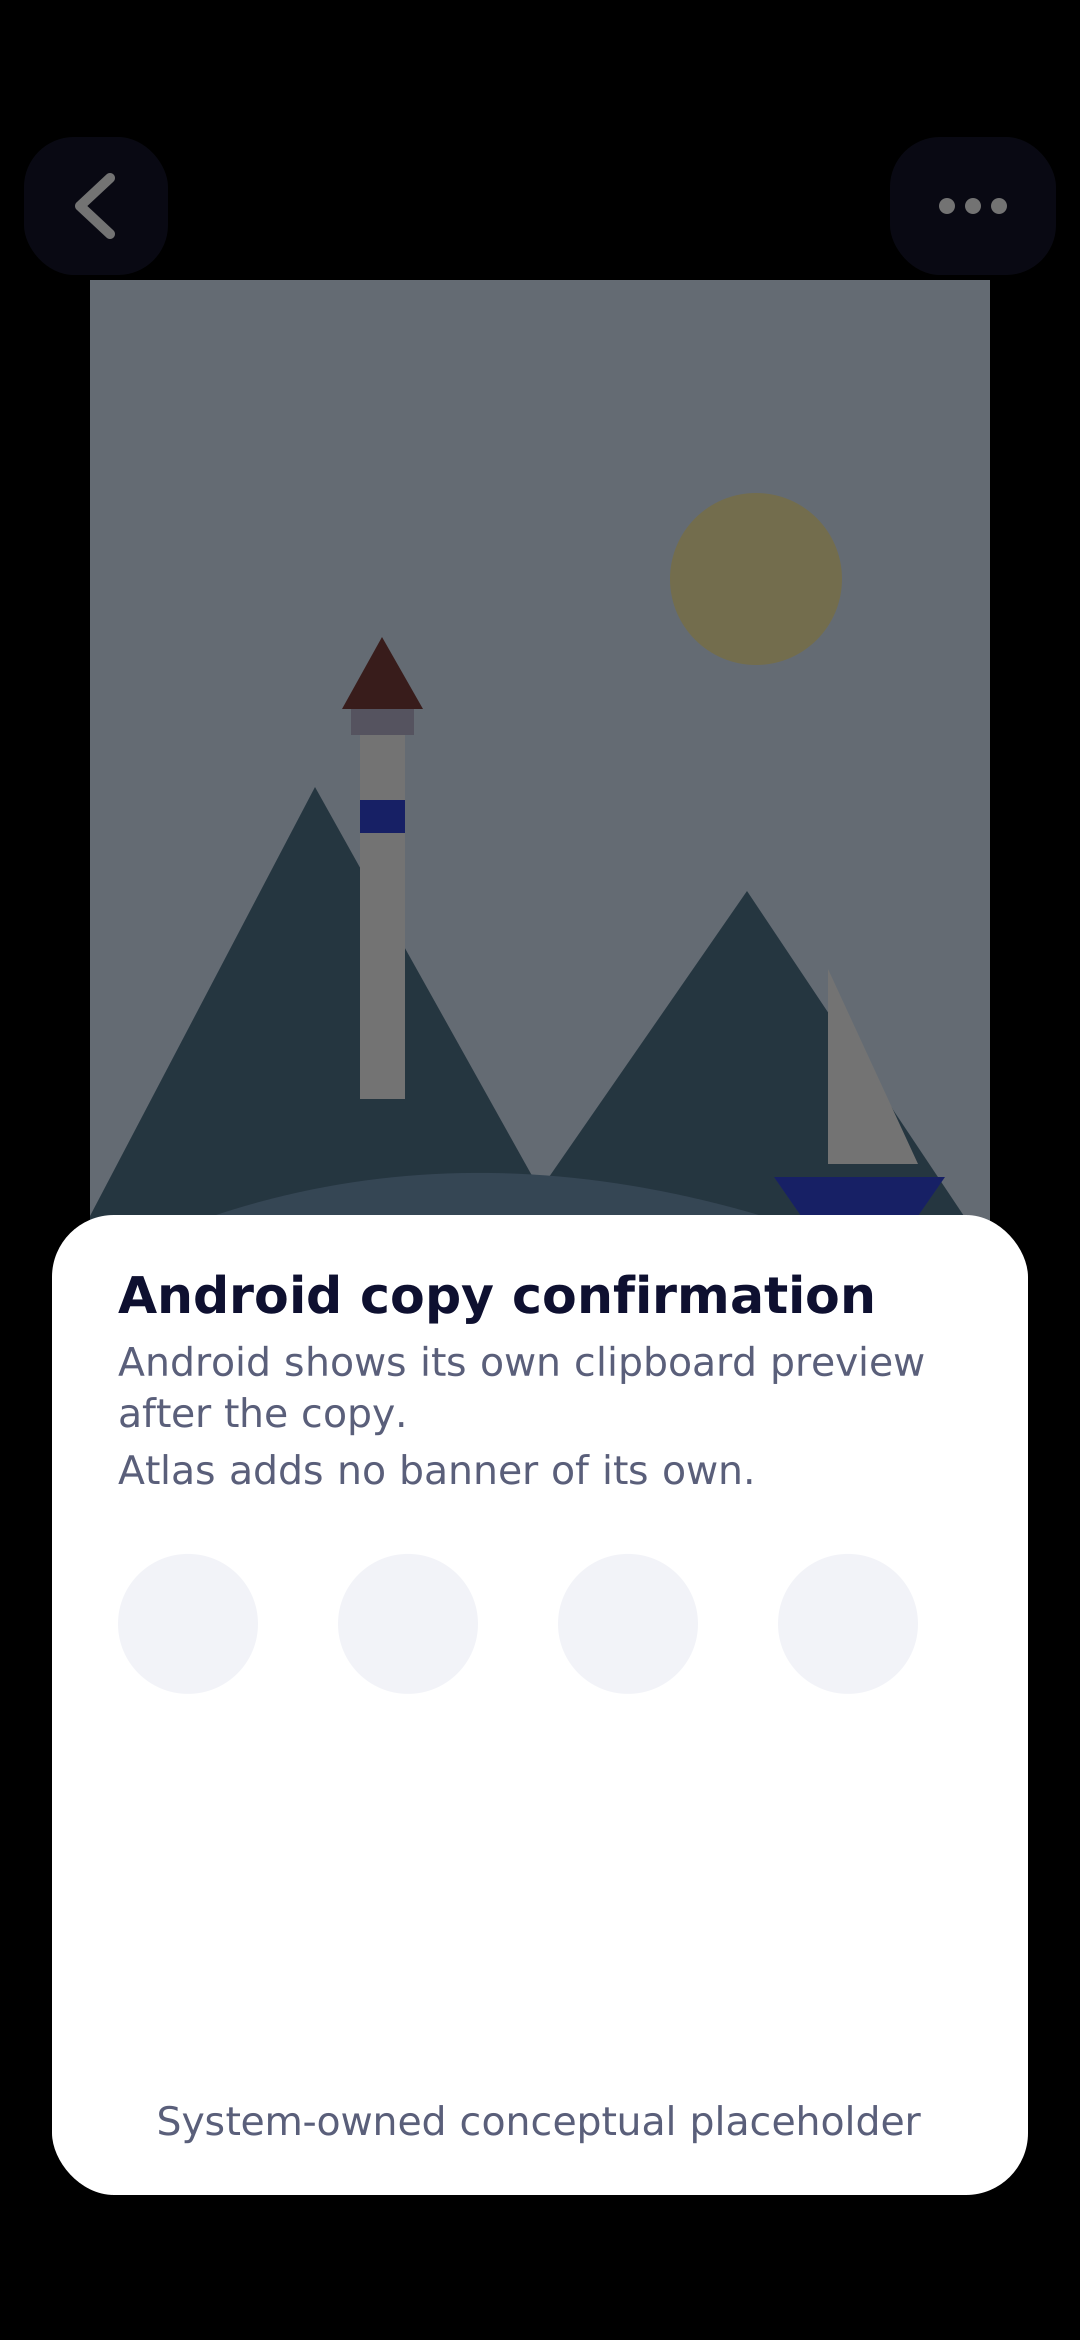 Android copy confirmation
Android shows its own clipboard preview
after the copy.
Atlas adds no banner of its own.
System-owned conceptual placeholder